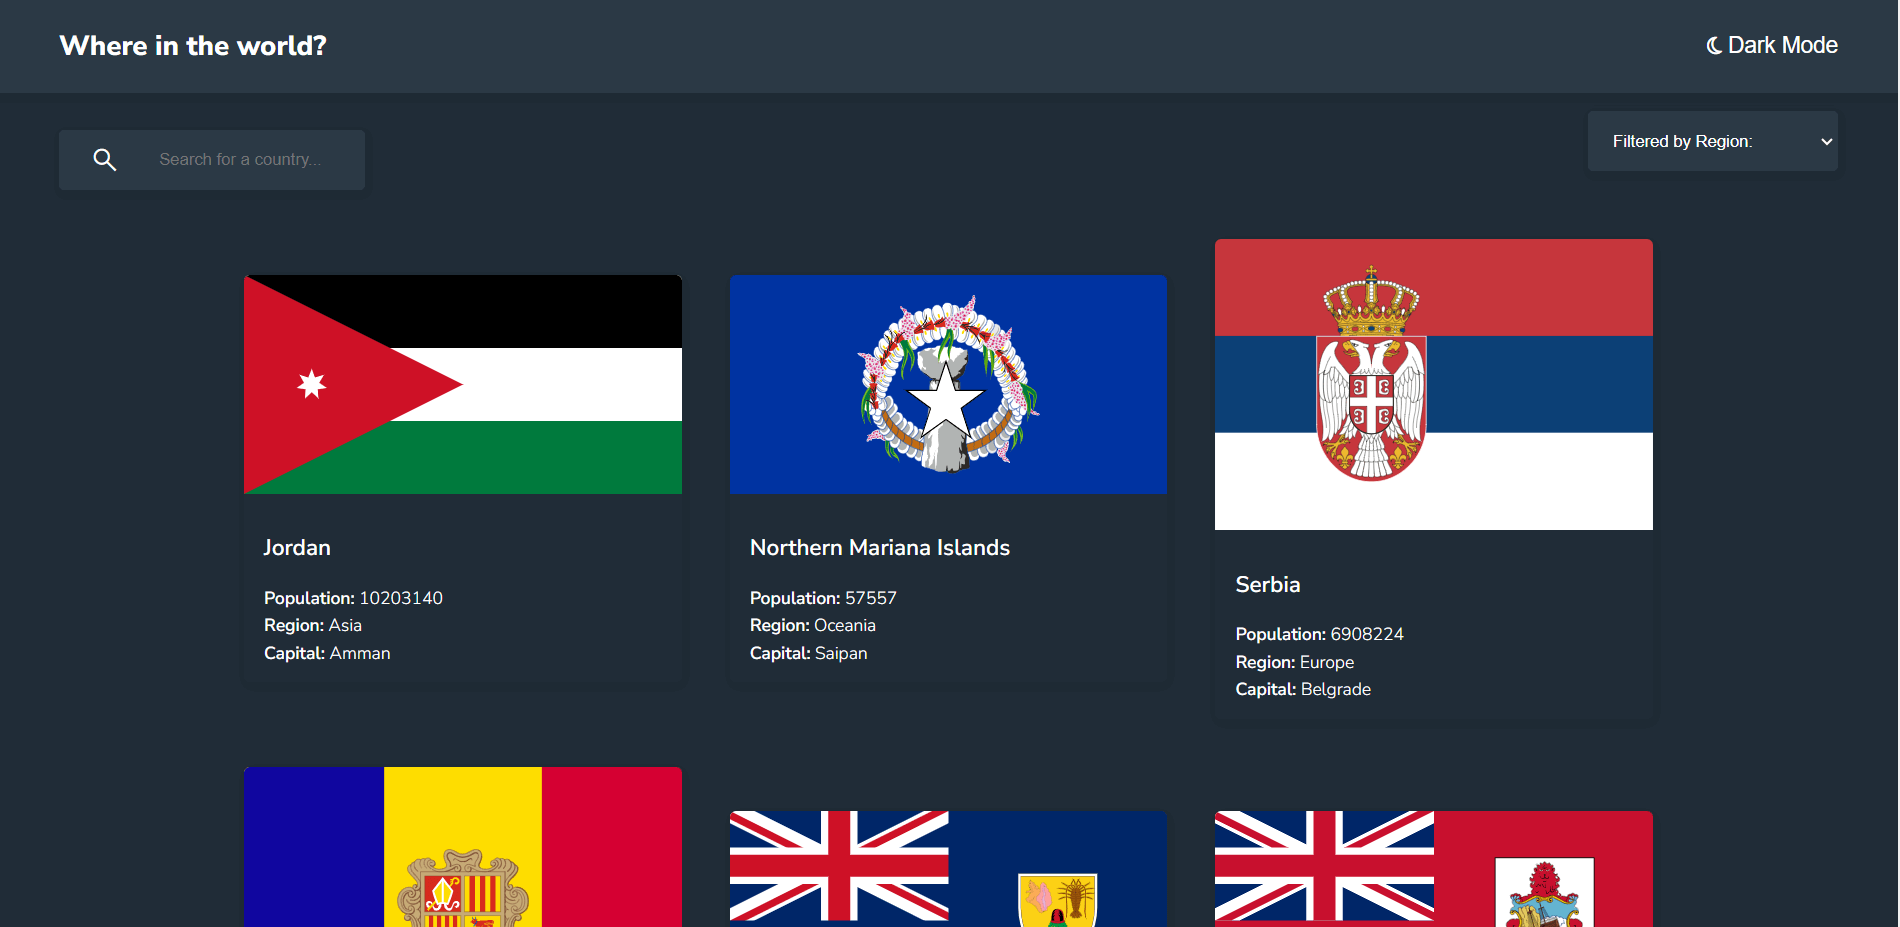 Where in the world?
Dark Mode
Search for a country...
Filtered by Region:
Jordan
Population: 10203140
Region: Asia
Capital: Amman
Northern Mariana Islands
Population: 57557
Region: Oceania
Capital: Saipan
Serbia
Population: 6908224
Region: Europe
Capital: Belgrade